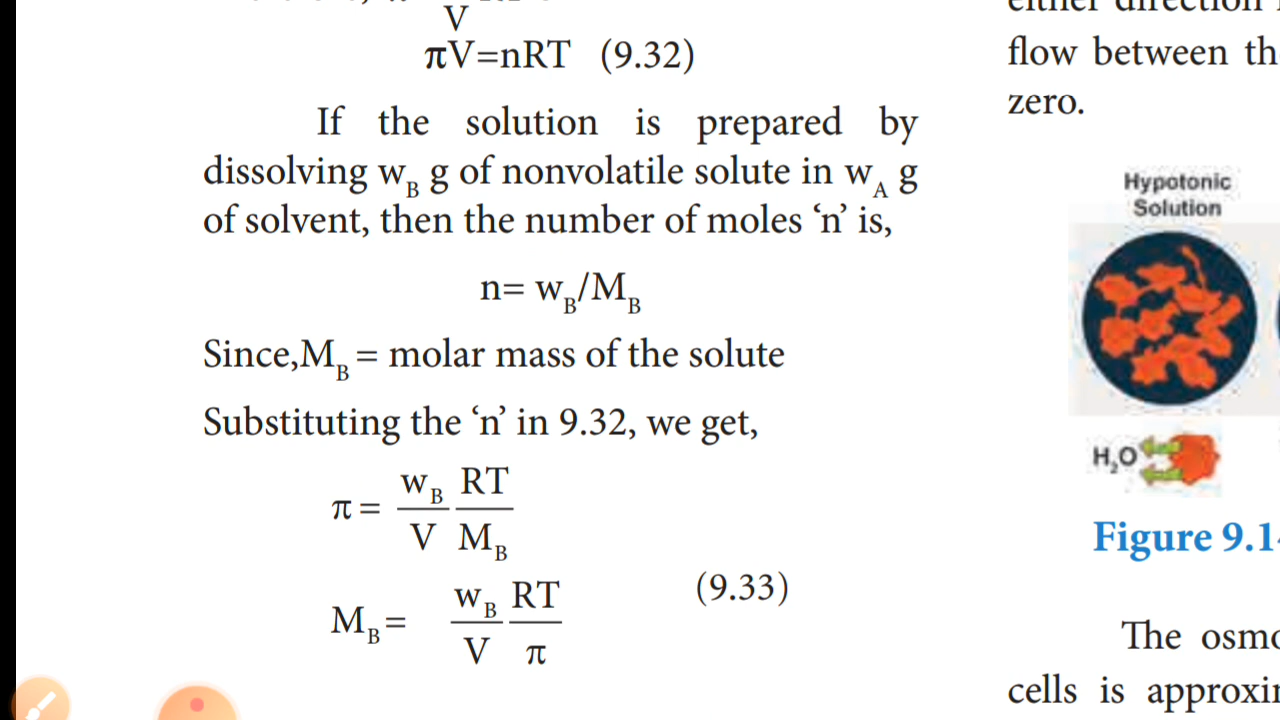 V
πV=nRT (9.32)
If the solution is prepared by
dissolving w_B g of nonvolatile solute in w_A g
of solvent, then the number of moles ‘n’ is,
n= w_B/M_B
Since,M_B = molar mass of the solute
Substituting the ‘n’ in 9.32, we get,
π = w_B/V RT/M_B
M_B= w_B/V RT/π (9.33)
either direction
flow between the
zero.
Hypotonic
Solution
H₂O
Figure 9.1
The
cells is